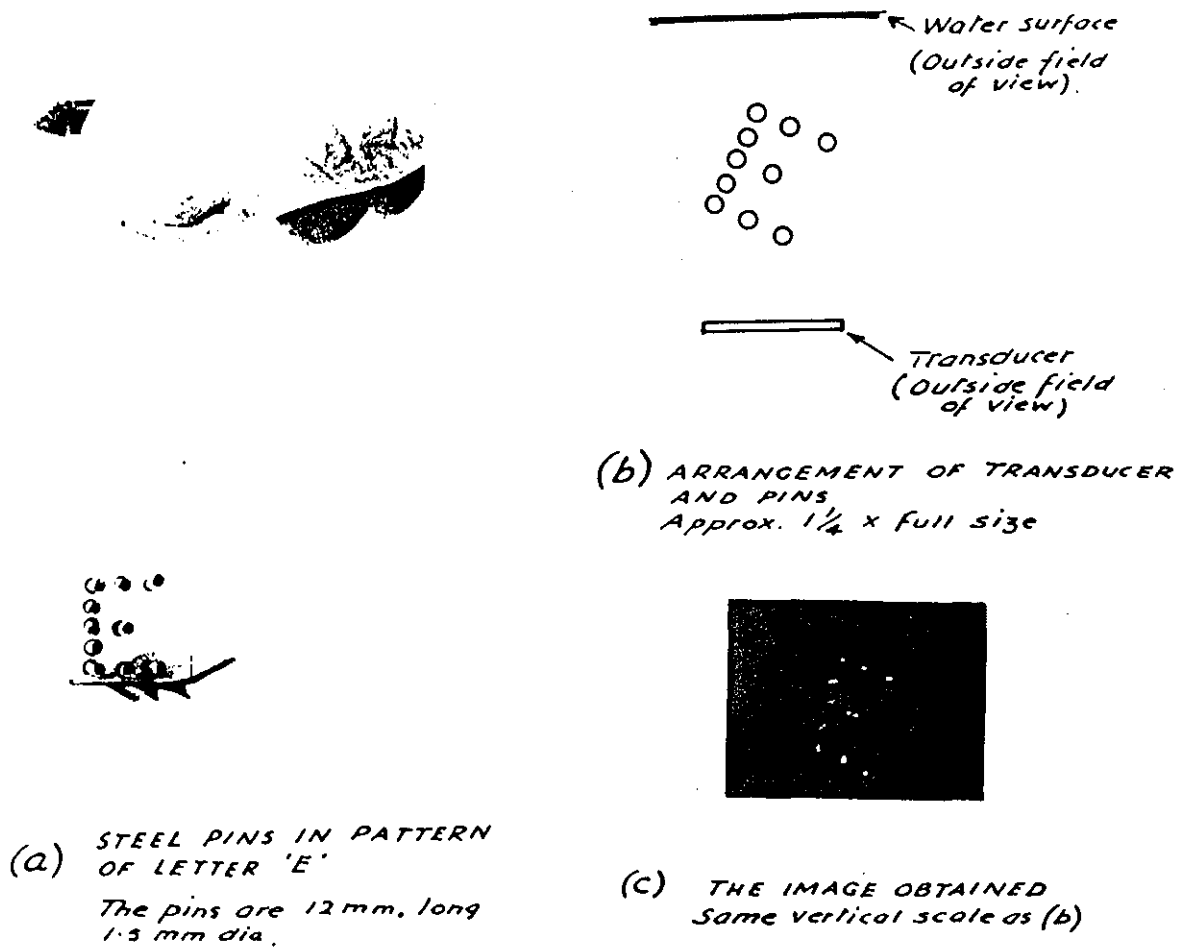 Water surface
(Outside field
of view).
Transducer
(Outside field
of view)
(b) ARRANGEMENT OF TRANSDUCER
AND PINS
Approx. 1 1/4 x full size
(a) STEEL PINS IN PATTERN
OF LETTER 'E'
The pins are 12 mm. long
1·5 mm dia.
(c) THE IMAGE OBTAINED
Same vertical scale as (b)